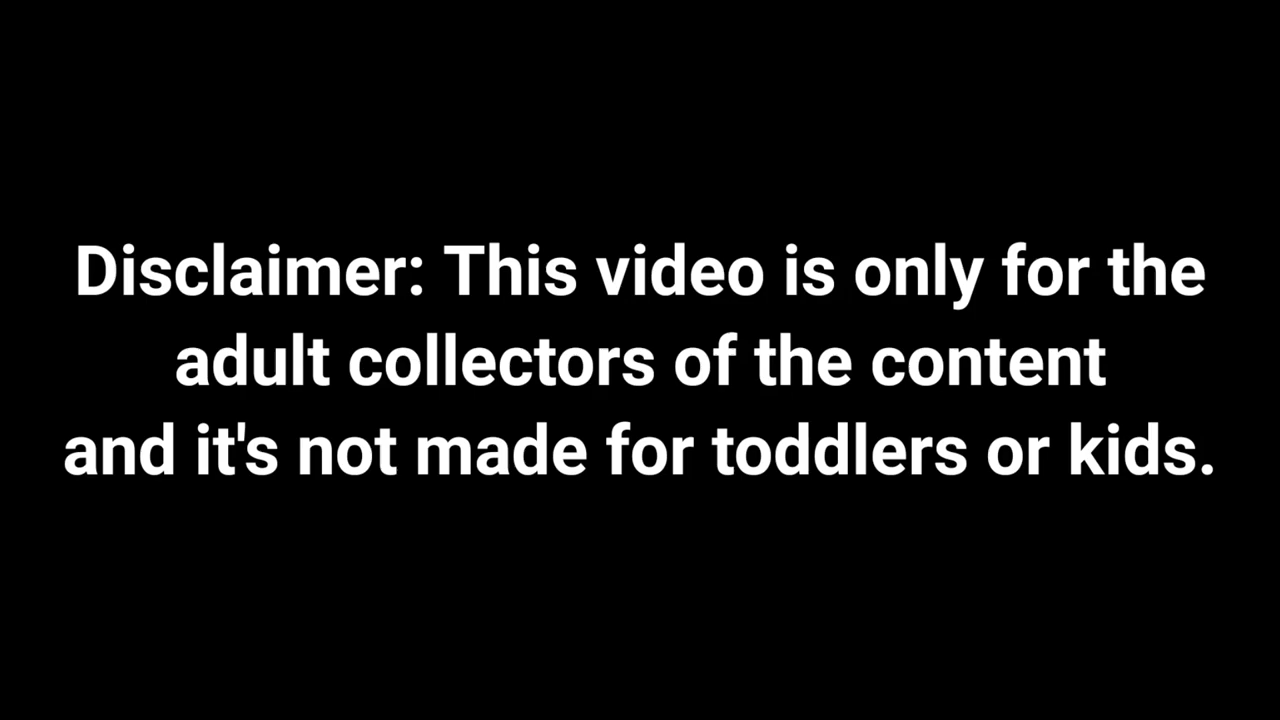 Disclaimer: This video is only for the
adult collectors of the content
and it's not made for toddlers or kids.